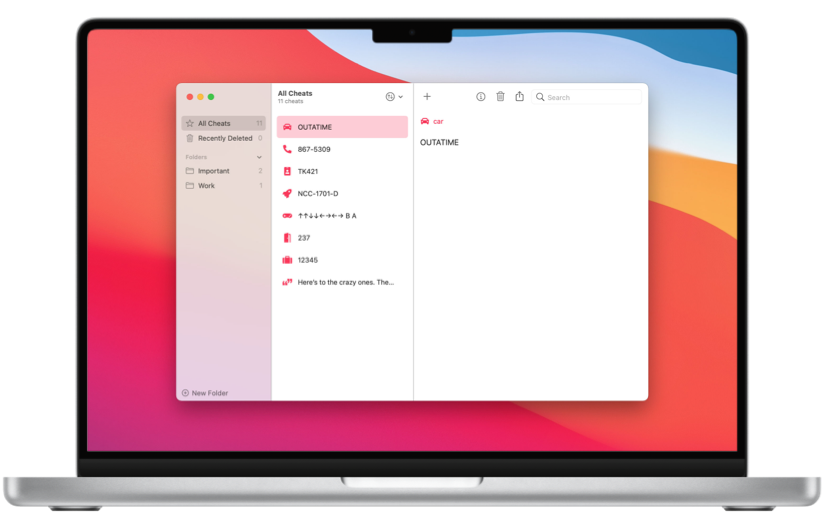 All Cheats 11
Recently Deleted 0
Folders
Important 2
Work 1
New Folder
All Cheats
11 cheats
OUTATIME
867-5309
TK421
NCC-1701-D
↑↑↓↓←→←→ B A
237
12345
Here's to the crazy ones. The...
Search
car
OUTATIME